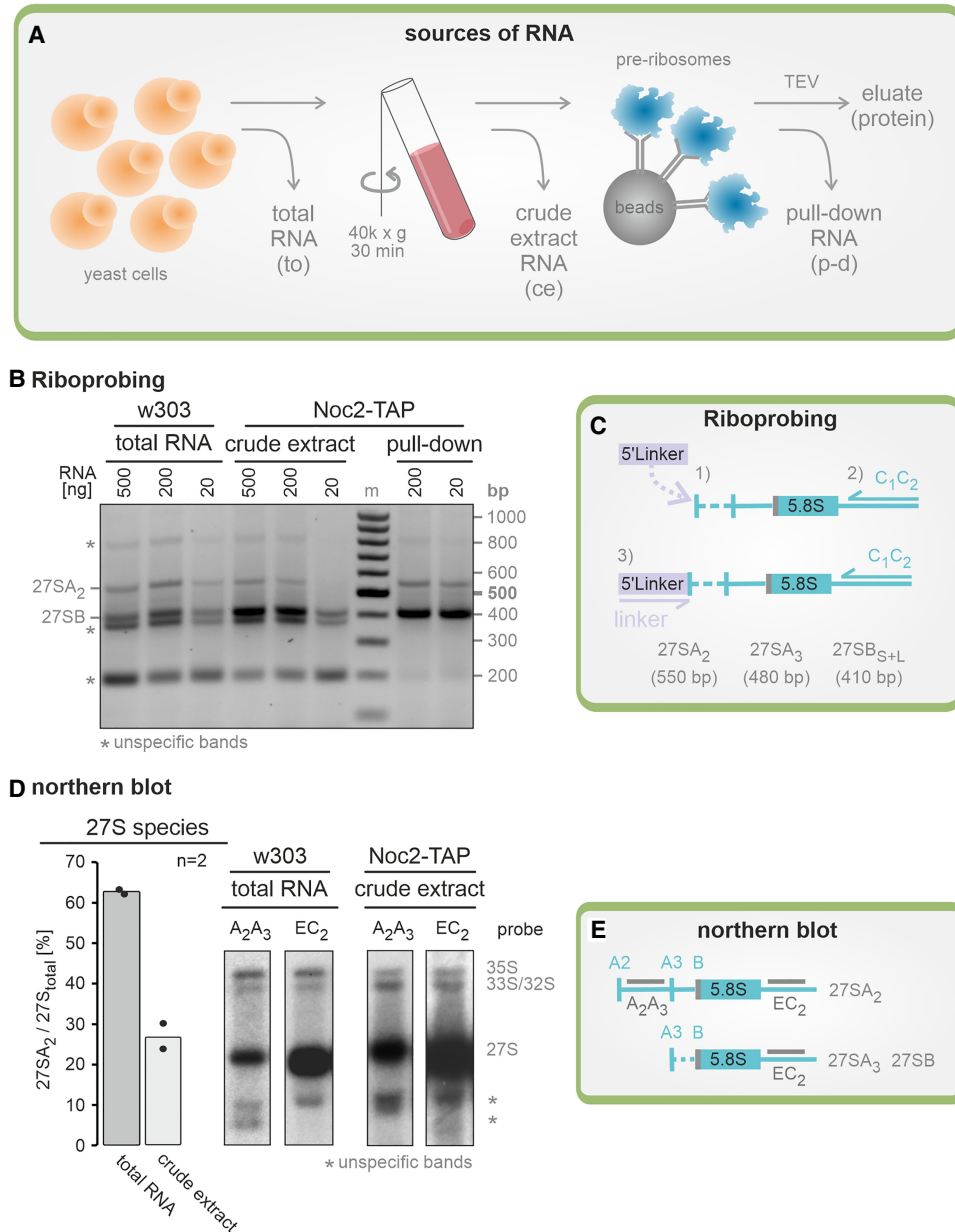 A
sources of RNA
pre-ribosomes
TEV
eluate
(protein)
beads
total
RNA
(to)
40k x g
30 min
crude
extract
RNA
(ce)
pull-down
RNA
(p-d)
yeast cells
B Riboprobing
w303
Noc2-TAP
total RNA
crude extract
pull-down
RNA
[ng]
500
200
20
500
200
20
m
200
20
bp
1000
800
600
500
400
300
200
*
27SA2
27SB
*
*
* unspecific bands
C
Riboprobing
5'Linker
1)
2)
C1C2
5.8S
3)
5'Linker
C1C2
5.8S
linker
27SA2
27SA3
27SBS+L
(550 bp)
(480 bp)
(410 bp)
D northern blot
27S species
n=2
27SA2 / 27Stotal [%]
70
60
50
40
30
20
10
0
total RNA
crude extract
w303
Noc2-TAP
total RNA
crude extract
A2A3
EC2
A2A3
EC2
probe
35S
33S/32S
27S
*
*
* unspecific bands
E
northern blot
A2
A3
B
5.8S
27SA2
A2A3
EC2
A3
B
5.8S
27SA3
27SB
EC2